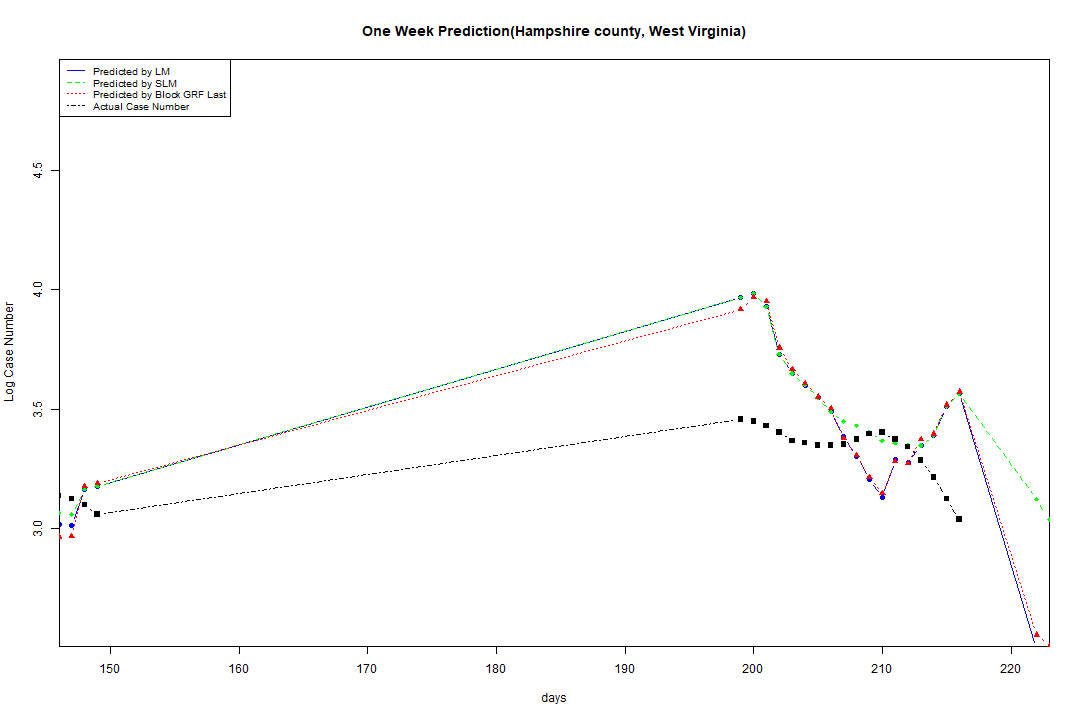 One Week Prediction(Hampshire county, West Virginia)
Predicted by LM
Predicted by SLM
Predicted by Block GRF Last
Actual Case Number
Log Case Number
4.5
4.0
3.5
3.0
150 160 170 180 190 200 210 220
days